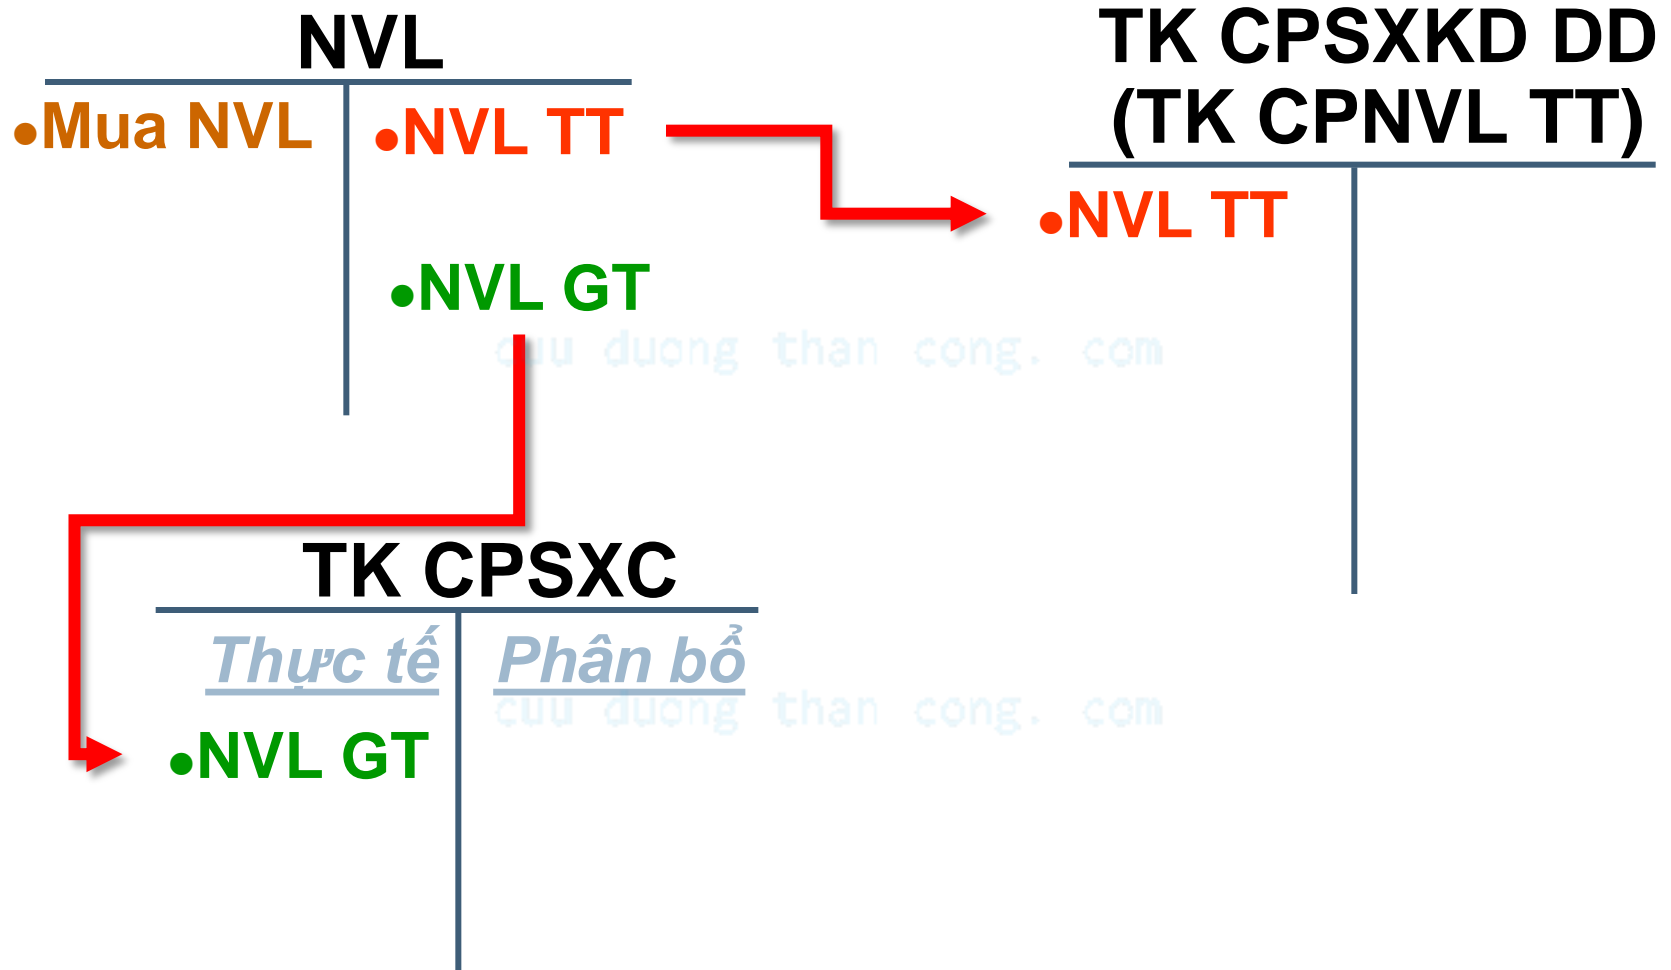 NVL
•Mua NVL
•NVL TT
•NVL GT
TK CPSXKD DD
(TK CPNVL TT)
•NVL TT
cuu duong than cong. com
TK CPSXC
Thực tế
Phân bổ
•NVL GT
cuu duong than cong. com